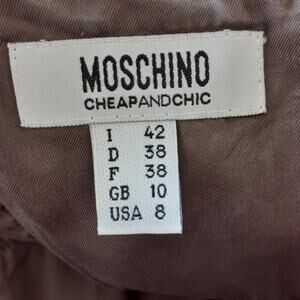 MOSCHINO
CHEAPANDCHIC
I 42
D 38
F 38
GB 10
USA 8